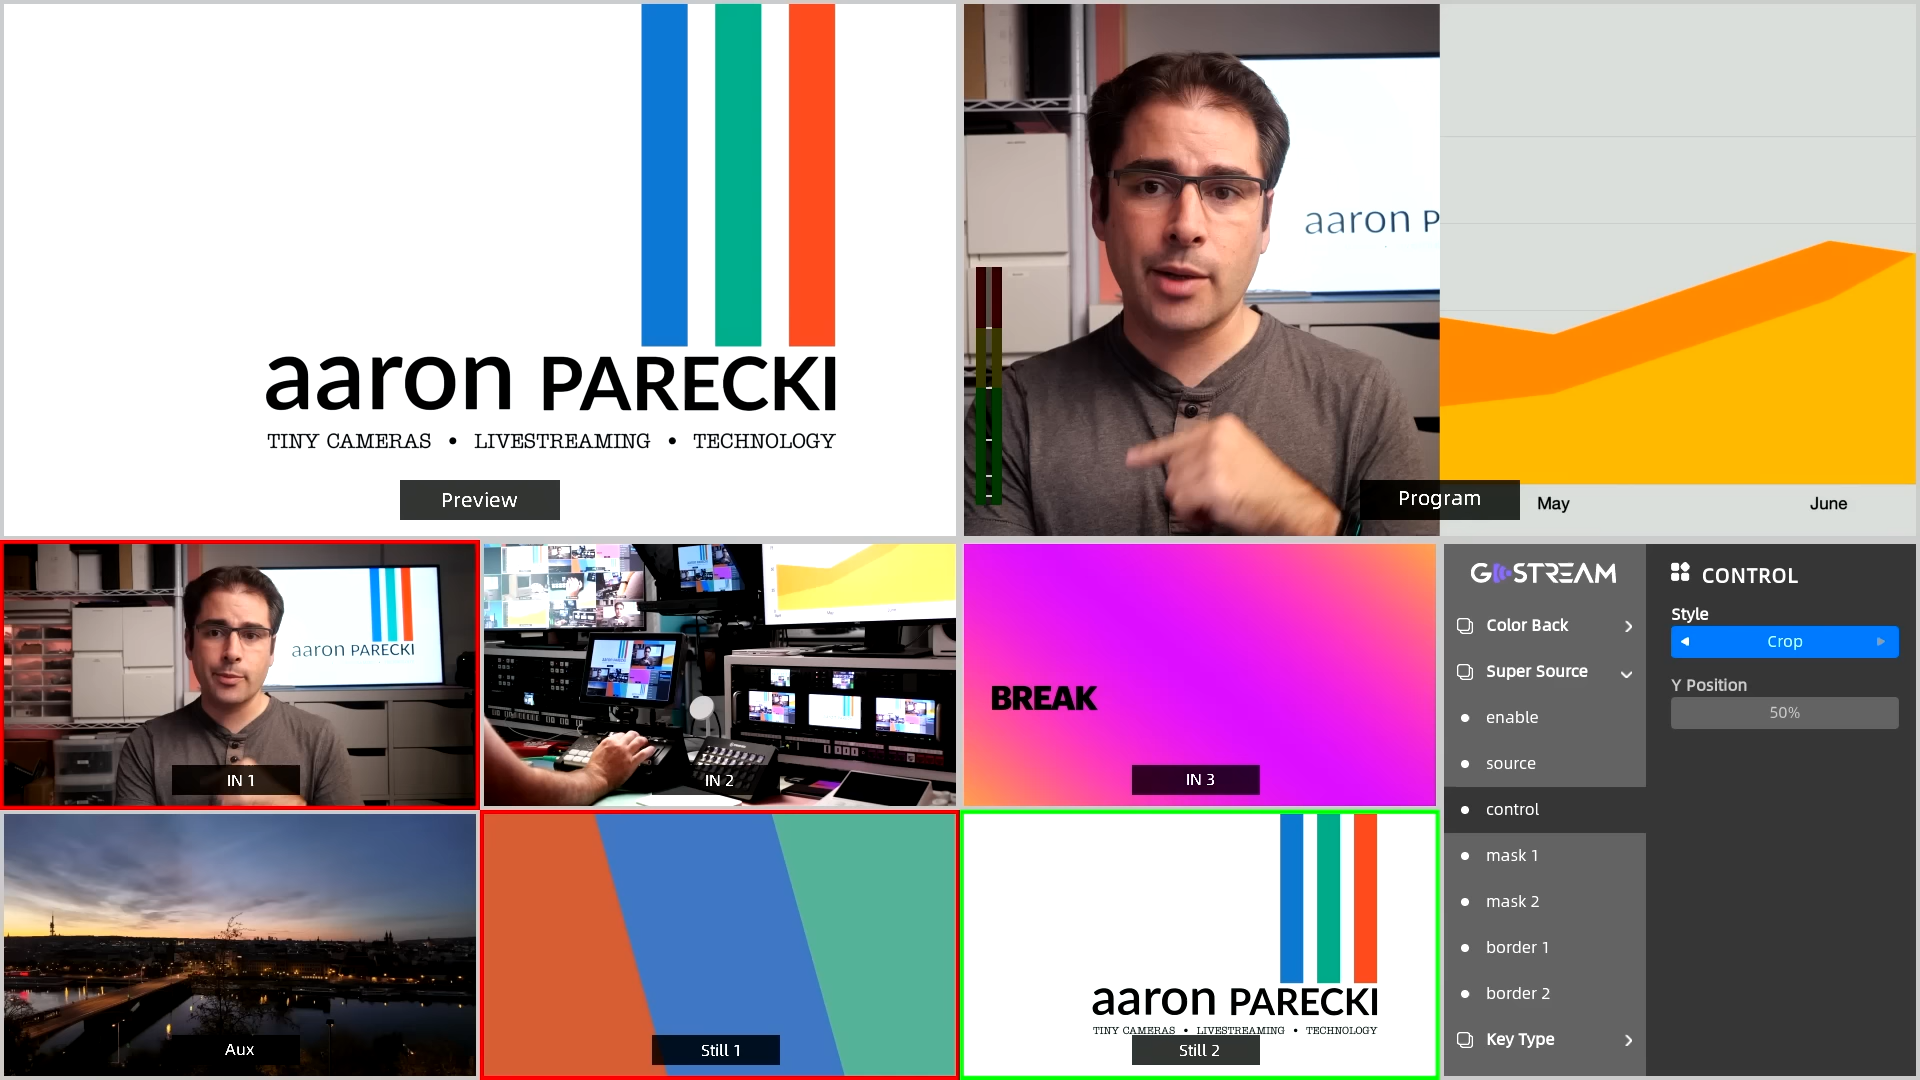 aaron PARECKI
TINY CAMERAS • LIVESTREAMING • TECHNOLOGY
Preview
aaron P
Program
May
June
aaron PARECKI
IN 1
IN 2
BREAK
IN 3
Aux
Still 1
aaron PARECKI
TINY CAMERAS • LIVESTREAMING • TECHNOLOGY
Still 2
GOSTREAM
Color Back
Super Source
enable
source
control
mask 1
mask 2
border 1
border 2
Key Type
CONTROL
Style
Crop
Y Position
50%